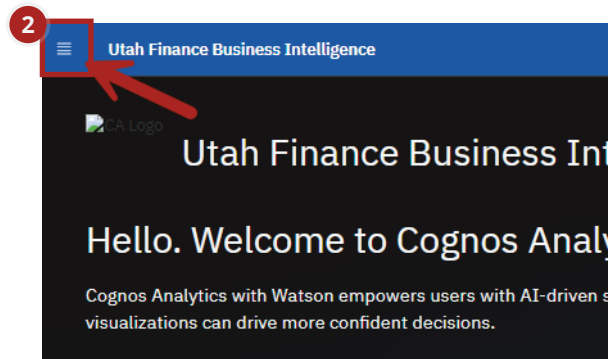 2
Utah Finance Business Intelligence
CA Logo
Utah Finance Business Int
Hello. Welcome to Cognos Analy
Cognos Analytics with Watson empowers users with AI-driven s
visualizations can drive more confident decisions.